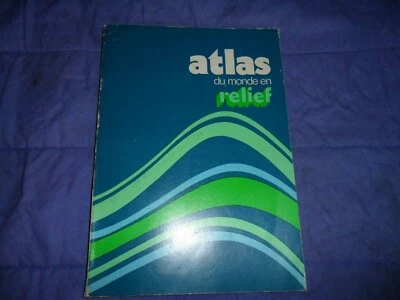 atlas
du monde en
relief